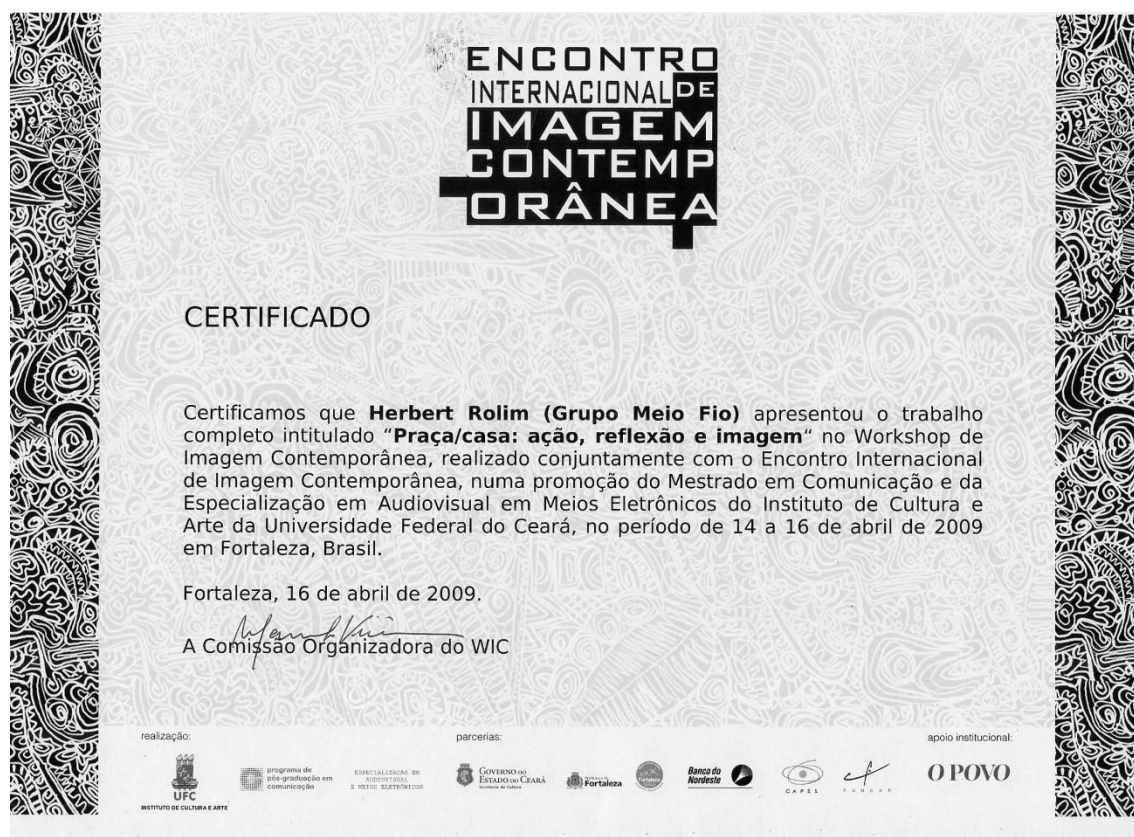 ENCONTRO
INTERNACIONAL DE
IMAGEM
CONTEMP
ORÂNEA
CERTIFICADO
Certificamos que Herbert Rolim (Grupo Meio Fio) apresentou o trabalho
completo intitulado “Praça/casa: ação, reflexão e imagem“ no Workshop de
Imagem Contemporânea, realizado conjuntamente com o Encontro Internacional
de Imagem Contemporânea, numa promoção do Mestrado em Comunicação e da
Especialização em Audiovisual em Meios Eletrônicos do Instituto de Cultura e
Arte da Universidade Federal do Ceará, no período de 14 a 16 de abril de 2009
em Fortaleza, Brasil.
Fortaleza, 16 de abril de 2009.
A Comissão Organizadora do WIC
realização:
parcerias:
apoio institucional:
UFC
INSTITUTO DE CULTURA E ARTE
programa de
pós-graduação em
comunicação
ESPECIALIZACAO EM
AUDIOVISUAL
E MEIOS ELETRÔNICOS
GOVERNO DO
ESTADO DO CEARÁ
Secretaria da Cultura
Fortaleza
Banco do
Nordeste
CAPES
FUNCAP
O POVO